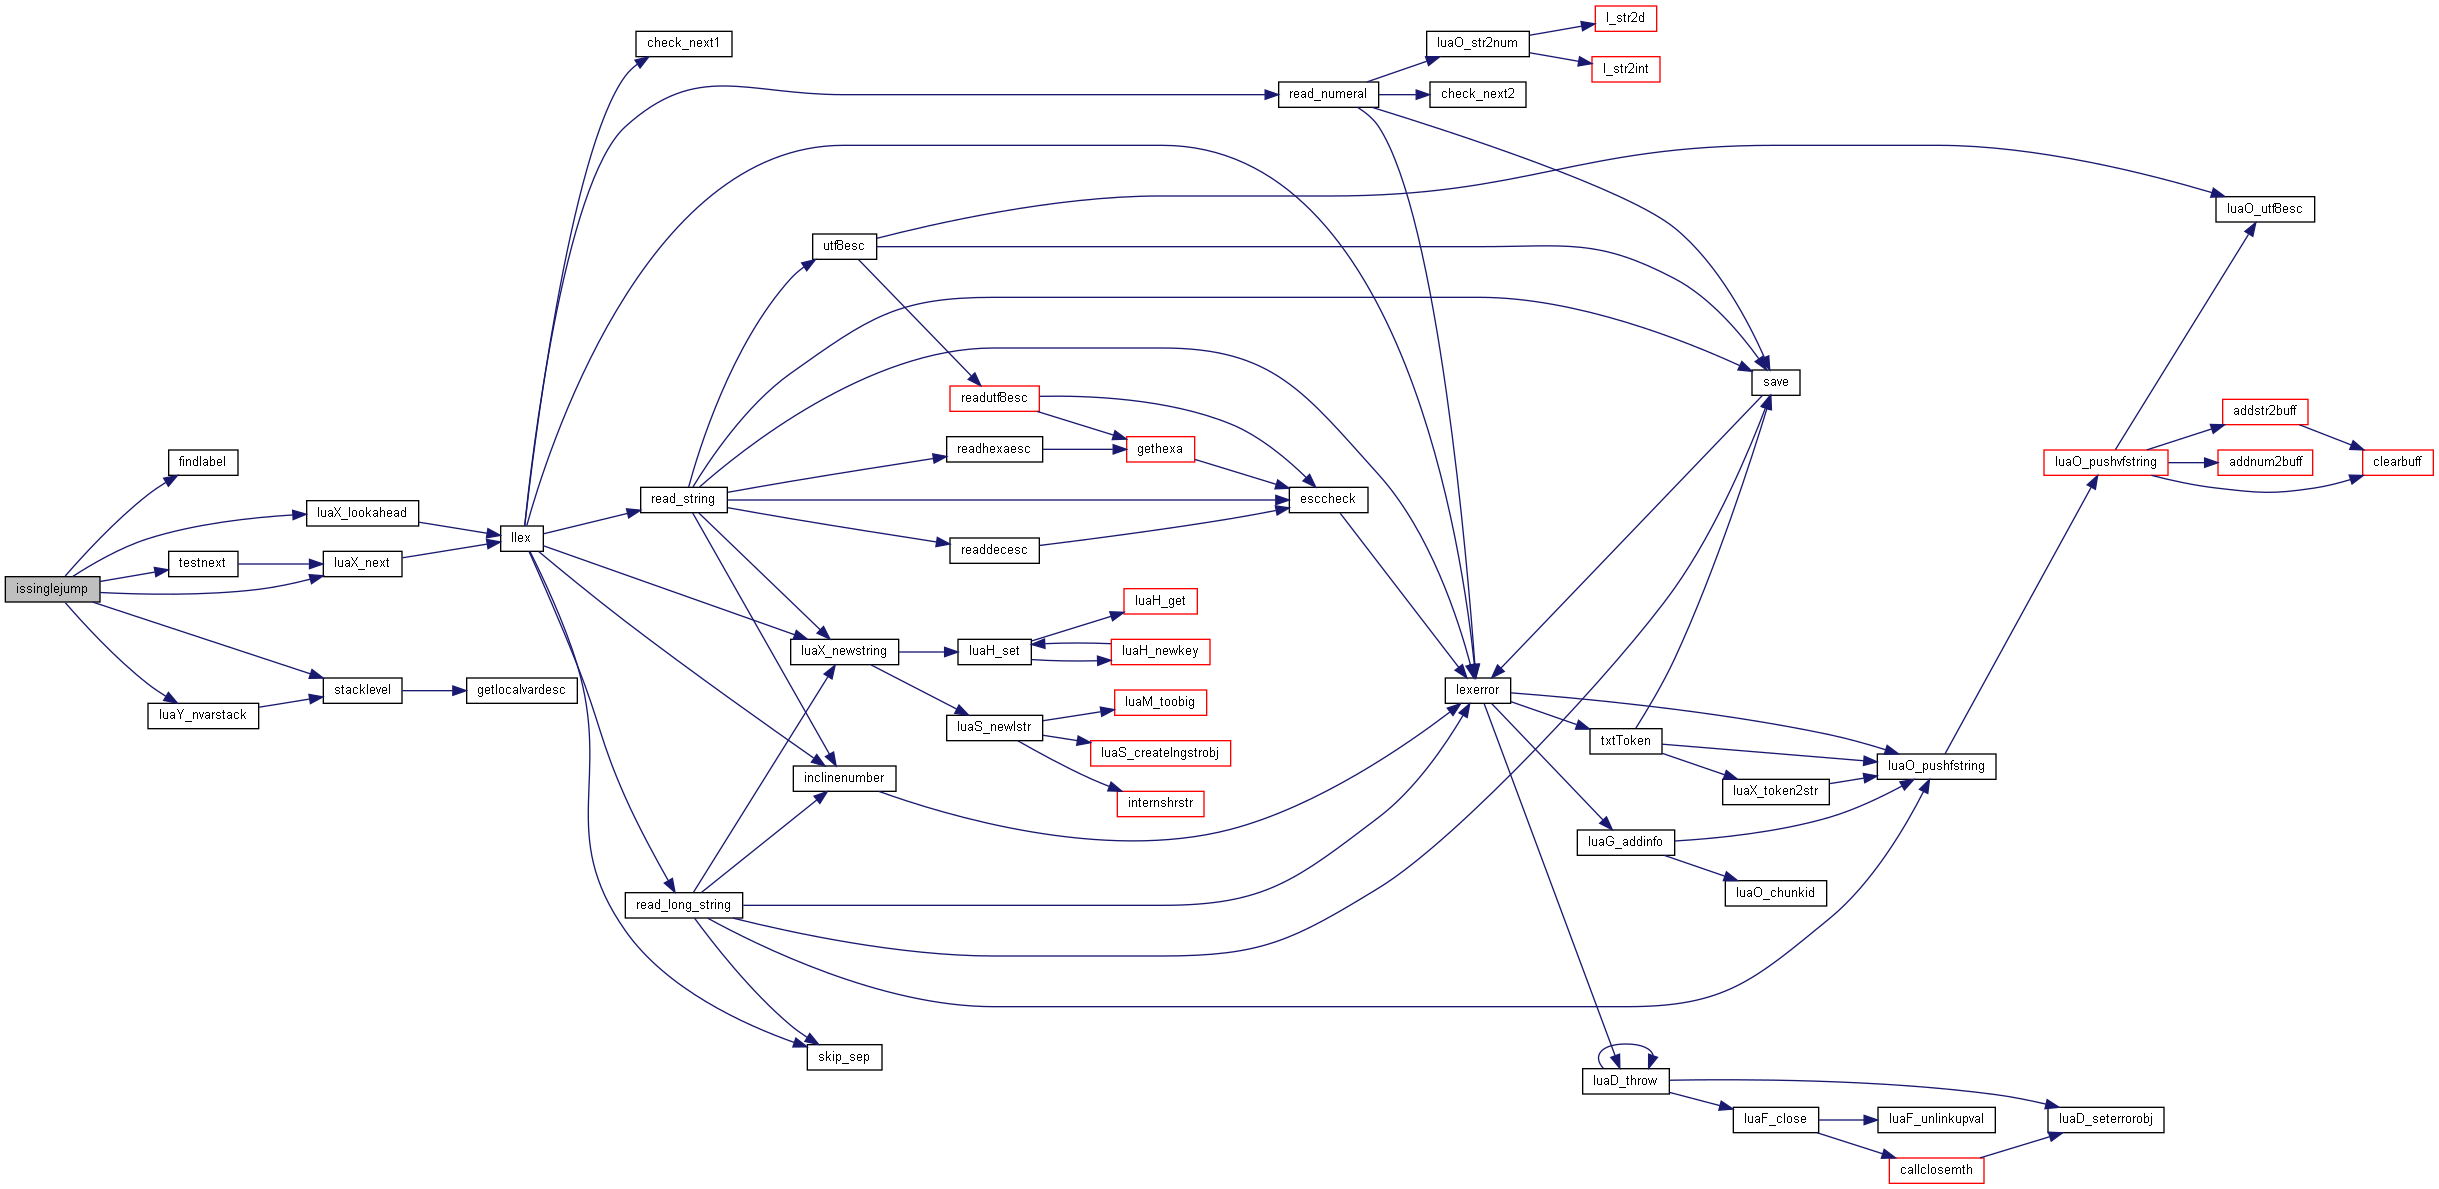 l_str2d
check_next1
luaO_str2num
l_str2int
read_numeral
check_next2
luaO_utf8esc
utf8esc
save
readutf8esc
addstr2buff
findlabel
readhexaesc
gethexa
luaO_pushvfstring
addnum2buff
clearbuff
read_string
esccheck
luaX_lookahead
llex
testnext
luaX_next
readdecesc
issinglejump
luaH_get
luaX_newstring
luaH_set
luaH_newkey
stacklevel
getlocalvardesc
lexerror
luaM_toobig
luaY_nvarstack
luaS_newlstr
txtToken
luaS_createlngstrobj
luaO_pushfstring
inclinenumber
luaX_token2str
internshrstr
luaG_addinfo
luaO_chunkid
read_long_string
skip_sep
luaD_throw
luaF_close
luaF_unlinkupval
luaD_seterrorobj
callclosemth